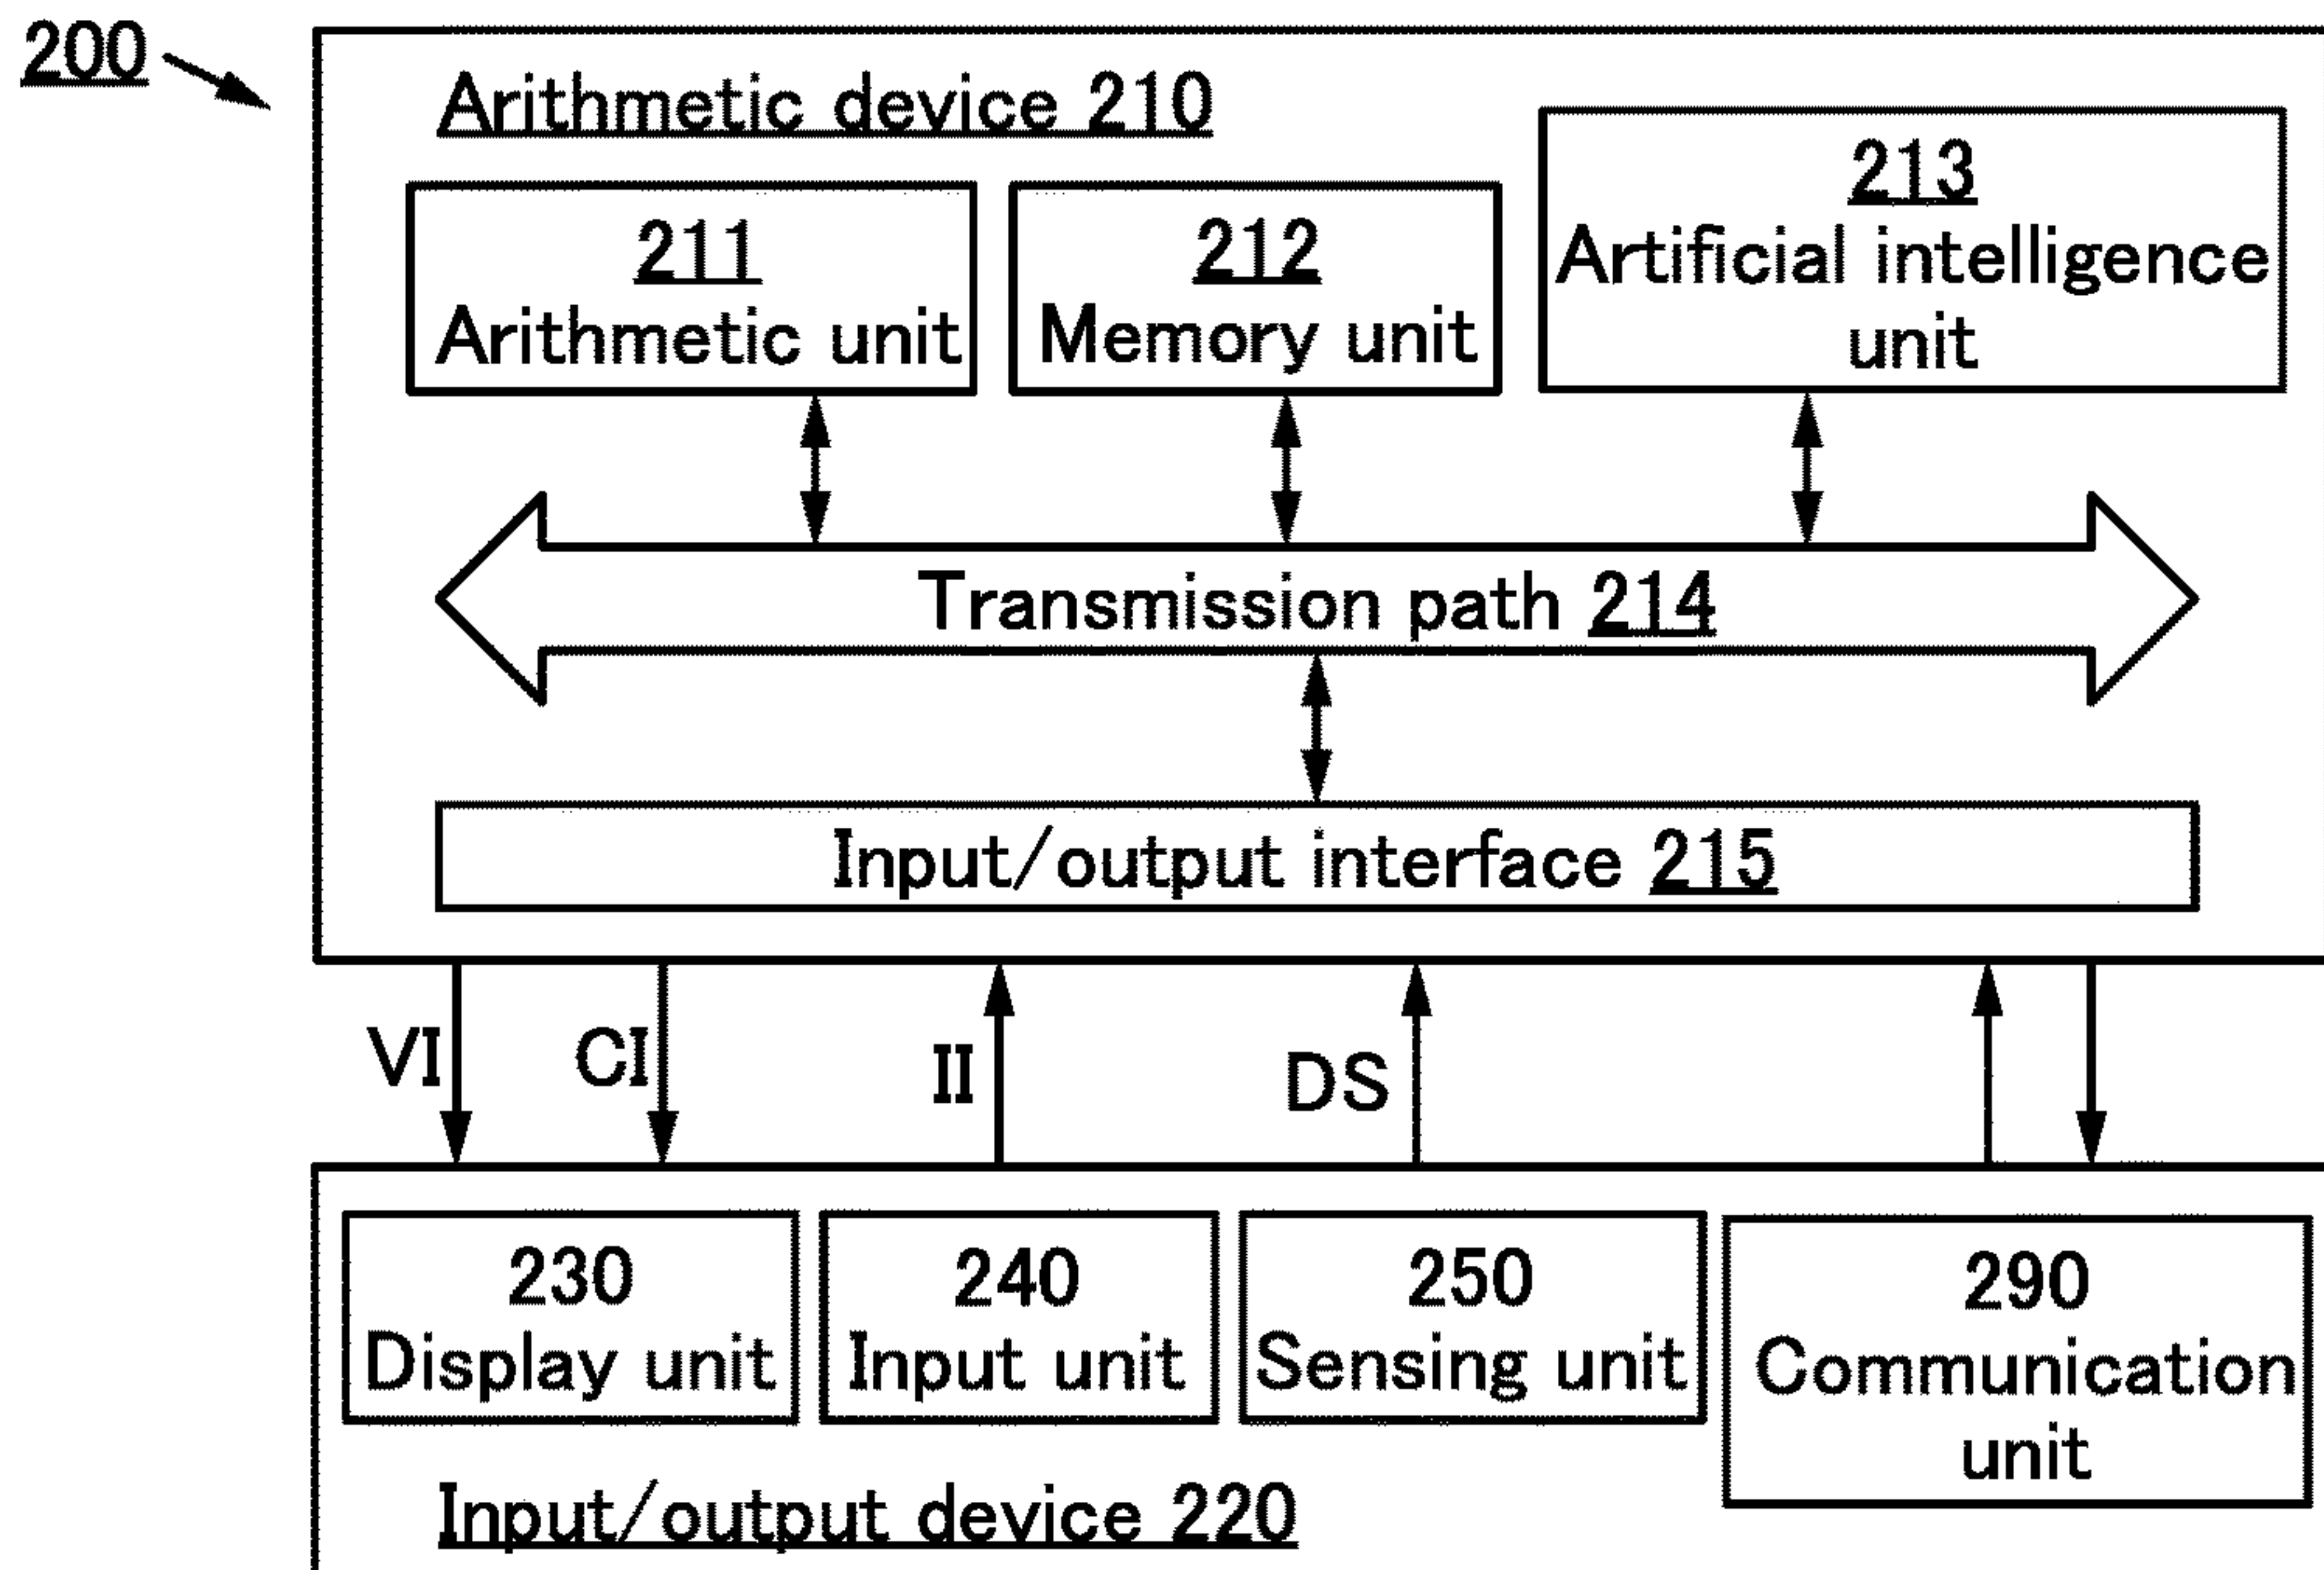 200
Arithmetic device 210
211
Arithmetic unit
212
Memory unit
213
Artificial intelligence
unit
Transmission path 214
Input/output interface 215
VI
CI
II
DS
230
Display unit
240
Input unit
250
Sensing unit
290
Communication
unit
Input/output device 220